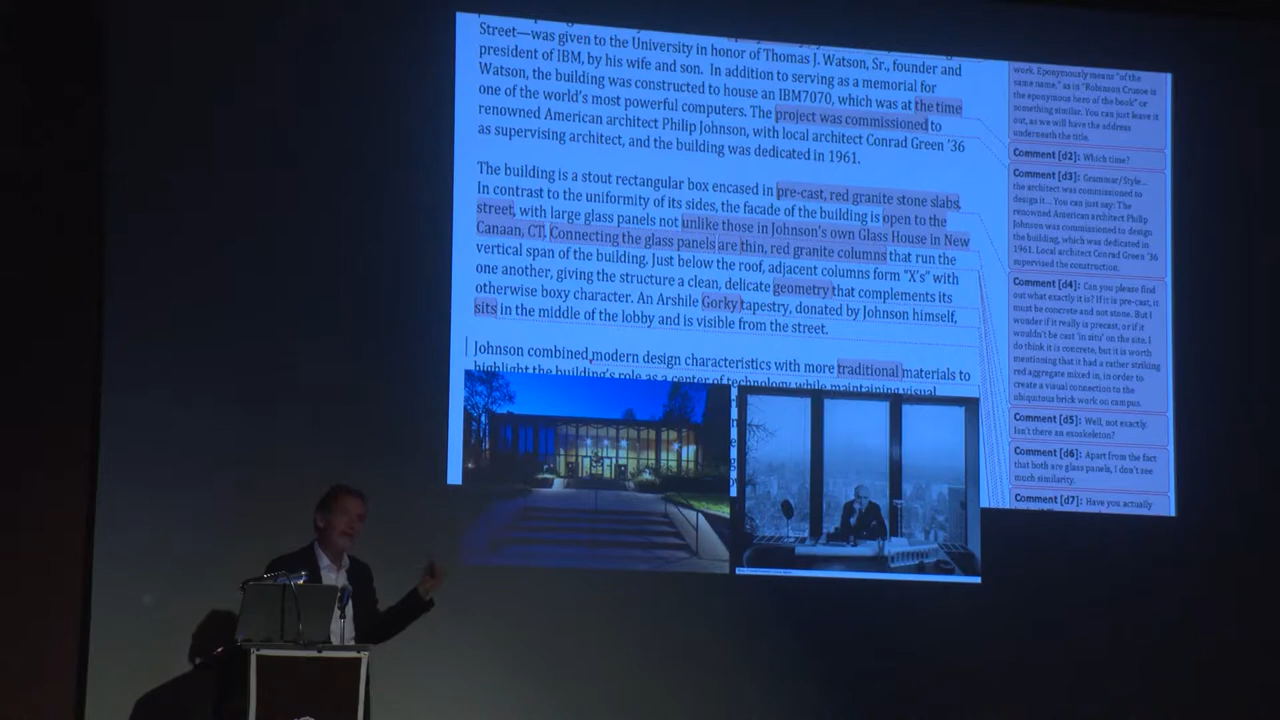 Street—was given to the University in honor of Thomas J. Watson, Sr., founder and
president of IBM, by his wife and son. In addition to serving as a memorial for
Watson, the building was constructed to house an IBM7070, which was at the time
one of the world's most powerful computers. The project was commissioned to
renowned American architect Philip Johnson, with local architect Conrad Green '36
as supervising architect, and the building was dedicated in 1961.
The building is a stout rectangular box encased in pre-cast, red granite stone slabs.
In contrast to the uniformity of its sides, the facade of the building is open to the
street, with large glass panels not unlike those in Johnson's own Glass House in New
Canaan, CT. Connecting the glass panels are thin, red granite columns that run the
vertical span of the building. Just below the roof, adjacent columns form "X's" with
one another, giving the structure a clean, delicate geometry that complements its
otherwise boxy character. An Arshile Gorky tapestry, donated by Johnson himself,
sits in the middle of the lobby and is visible from the street.
Johnson combined modern design characteristics with more traditional materials to
highlight the building's role as a center of technology while maintaining visual
work. Eponymously means "of the
same name," as in "Robinson Crusoe is
the eponymous hero of the book" or
something similar. You can just leave it
out, as we will have the address
underneath the title.
Comment [d2]: Which time?
Comment [d3]: Grammar/Style...
the architect was commissioned to
design it... You can just say: The
renowned American architect Philip
Johnson was commissioned to design
the building, which was dedicated in
1961. Local architect Conrad Green '36
supervised the construction.
Comment [d4]: Can you please find
out what exactly it is? If it is pre-cast, it
must be concrete and not stone. But I
wonder if it really is precast, or if it
wouldn't be cast 'in situ' on the site. I
do think it is concrete, but it is worth
mentioning that it had a rather striking
red aggregate mixed in, in order to
create a visual connection to the
ubiquitous brick work on campus.
Comment [d5]: Well, not exactly.
Isn't there an exoskeleton?
Comment [d6]: Apart from the fact
that both are glass panels, I don't see
much similarity.
Comment [d7]: Have you actually